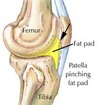 Femur
Fat pad
Patella
pinching
fat pad
Tibia